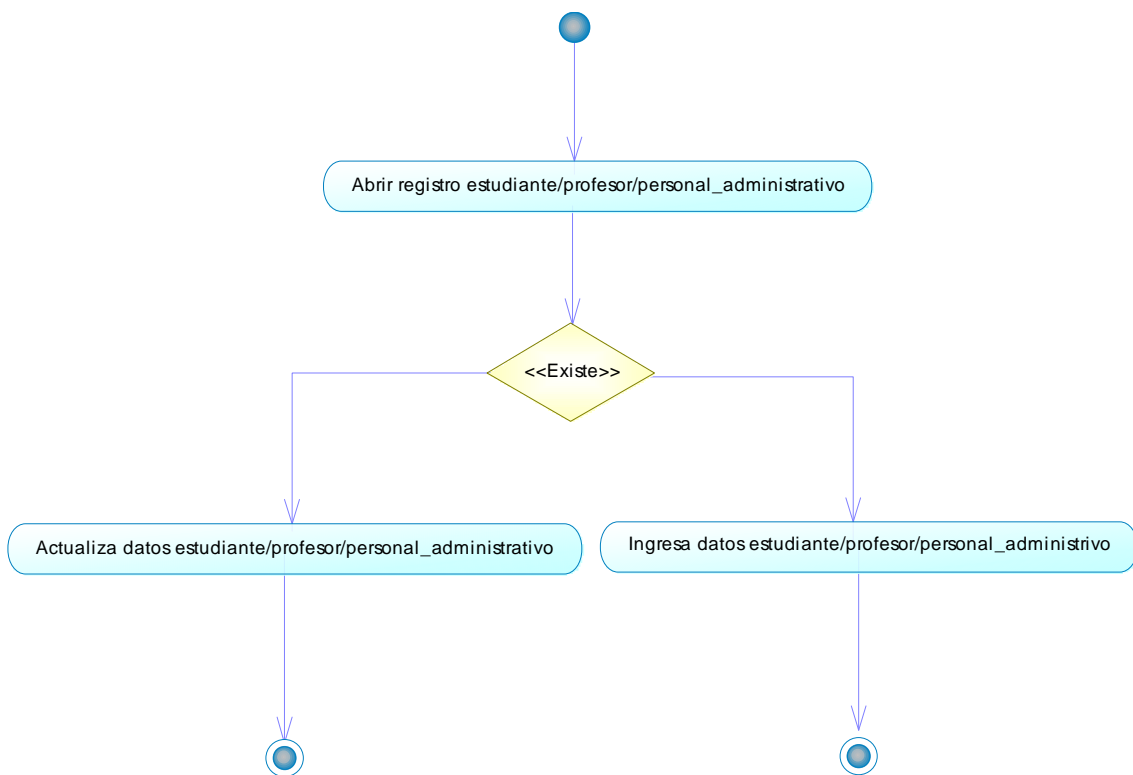 Abrir registro estudiante/profesor/personal_administrativo
<<Existe>>
Actualiza datos estudiante/profesor/personal_administrativo
Ingresa datos estudiante/profesor/personal_administrivo